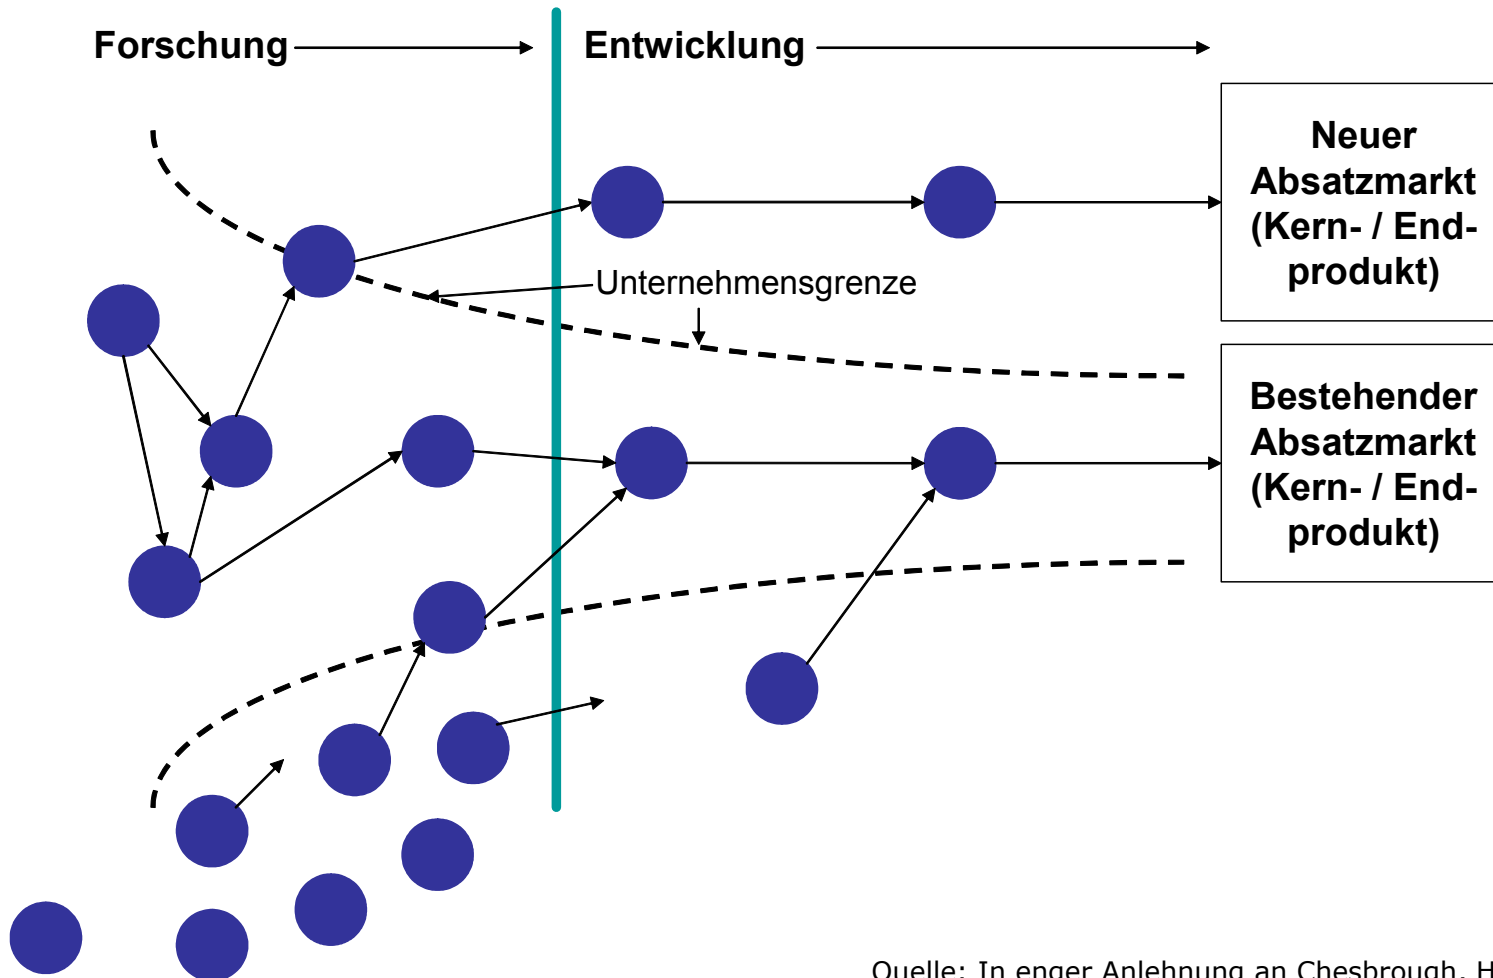 Forschung
Entwicklung
Neuer
Absatzmarkt
(Kern- / End-
produkt)
Unternehmensgrenze
Bestehender
Absatzmarkt
(Kern- / End-
produkt)
Quelle: In enger Anlehnung an Chesbrough, H